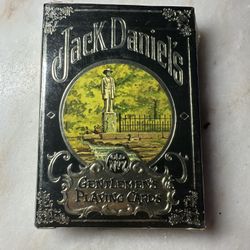 Jack Daniel's
OLD
No. 7
GENTLEMEN'S
PLAYING CARDS